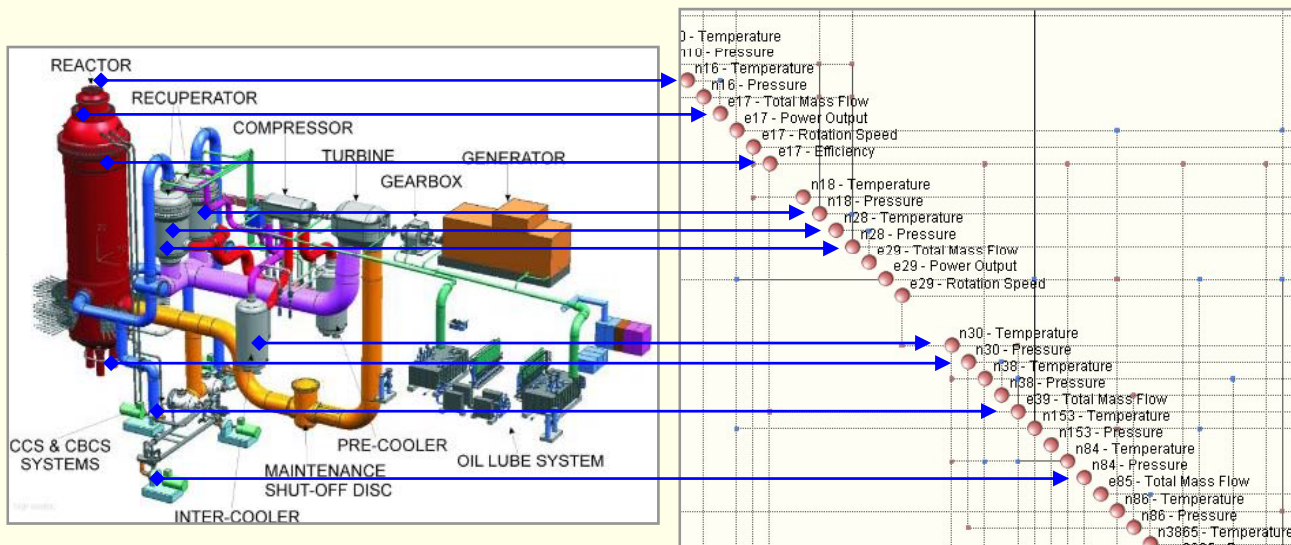 REACTOR
RECUPERATOR
COMPRESSOR
TURBINE
GENERATOR
GEARBOX
CCS & CBCS
SYSTEMS
PRE-COOLER
OIL LUBE SYSTEM
MAINTENANCE
SHUT-OFF DISC
INTER-COOLER
0 - Temperature
n10 - Pressure
n16 - Temperature
n16 - Pressure
e17 - Total Mass Flow
e17 - Power Output
e17 - Rotation Speed
e17 - Efficiency
n18 - Temperature
n18 - Pressure
n28 - Temperature
n28 - Pressure
e29 - Total Mass Flow
e29 - Power Output
e29 - Rotation Speed
n30 - Temperature
n30 - Pressure
n38 - Temperature
n38 - Pressure
e39 - Total Mass Flow
n153 - Temperature
n153 - Pressure
n84 - Temperature
n84 - Pressure
e85 - Total Mass Flow
n86 - Temperature
n86 - Pressure
n3865 - Temperature